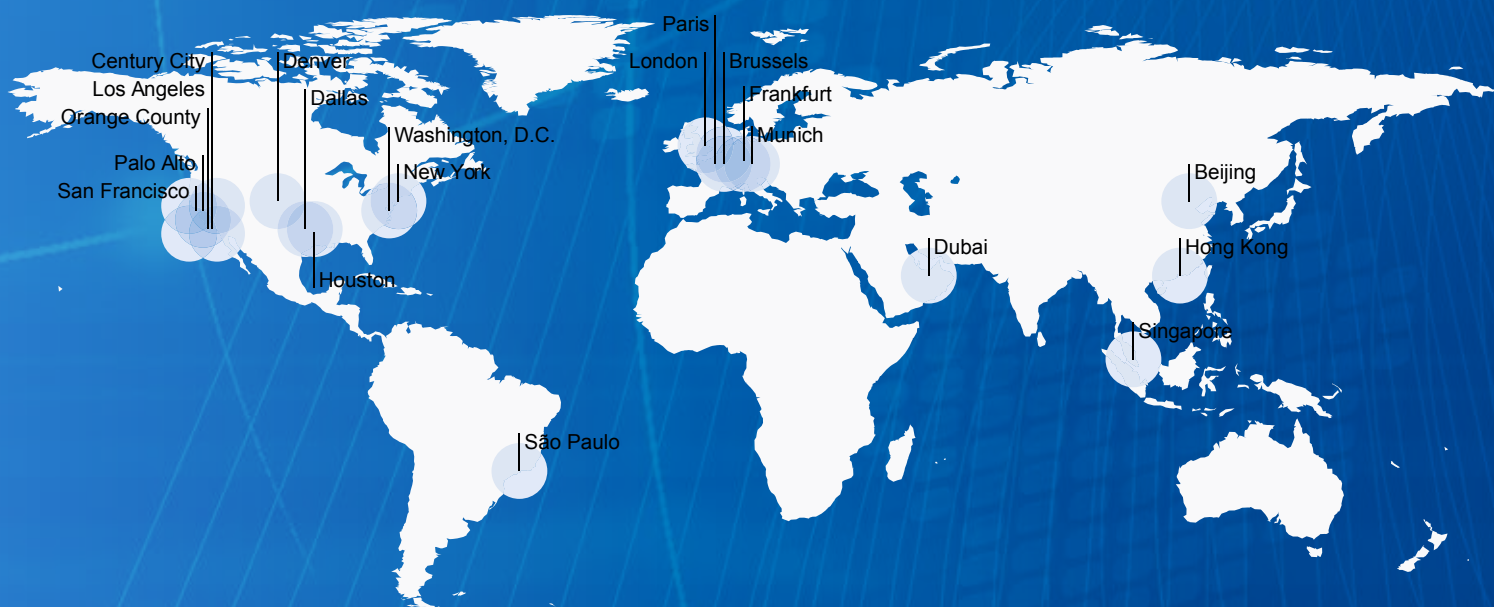 Paris
Century City
Denver
London
Brussels
Los Angeles
Dallas
Frankfurt
Orange County
Washington, D.C.
Munich
Palo Alto
New York
Beijing
San Francisco
Dubai
Hong Kong
Houston
Singapore
São Paulo